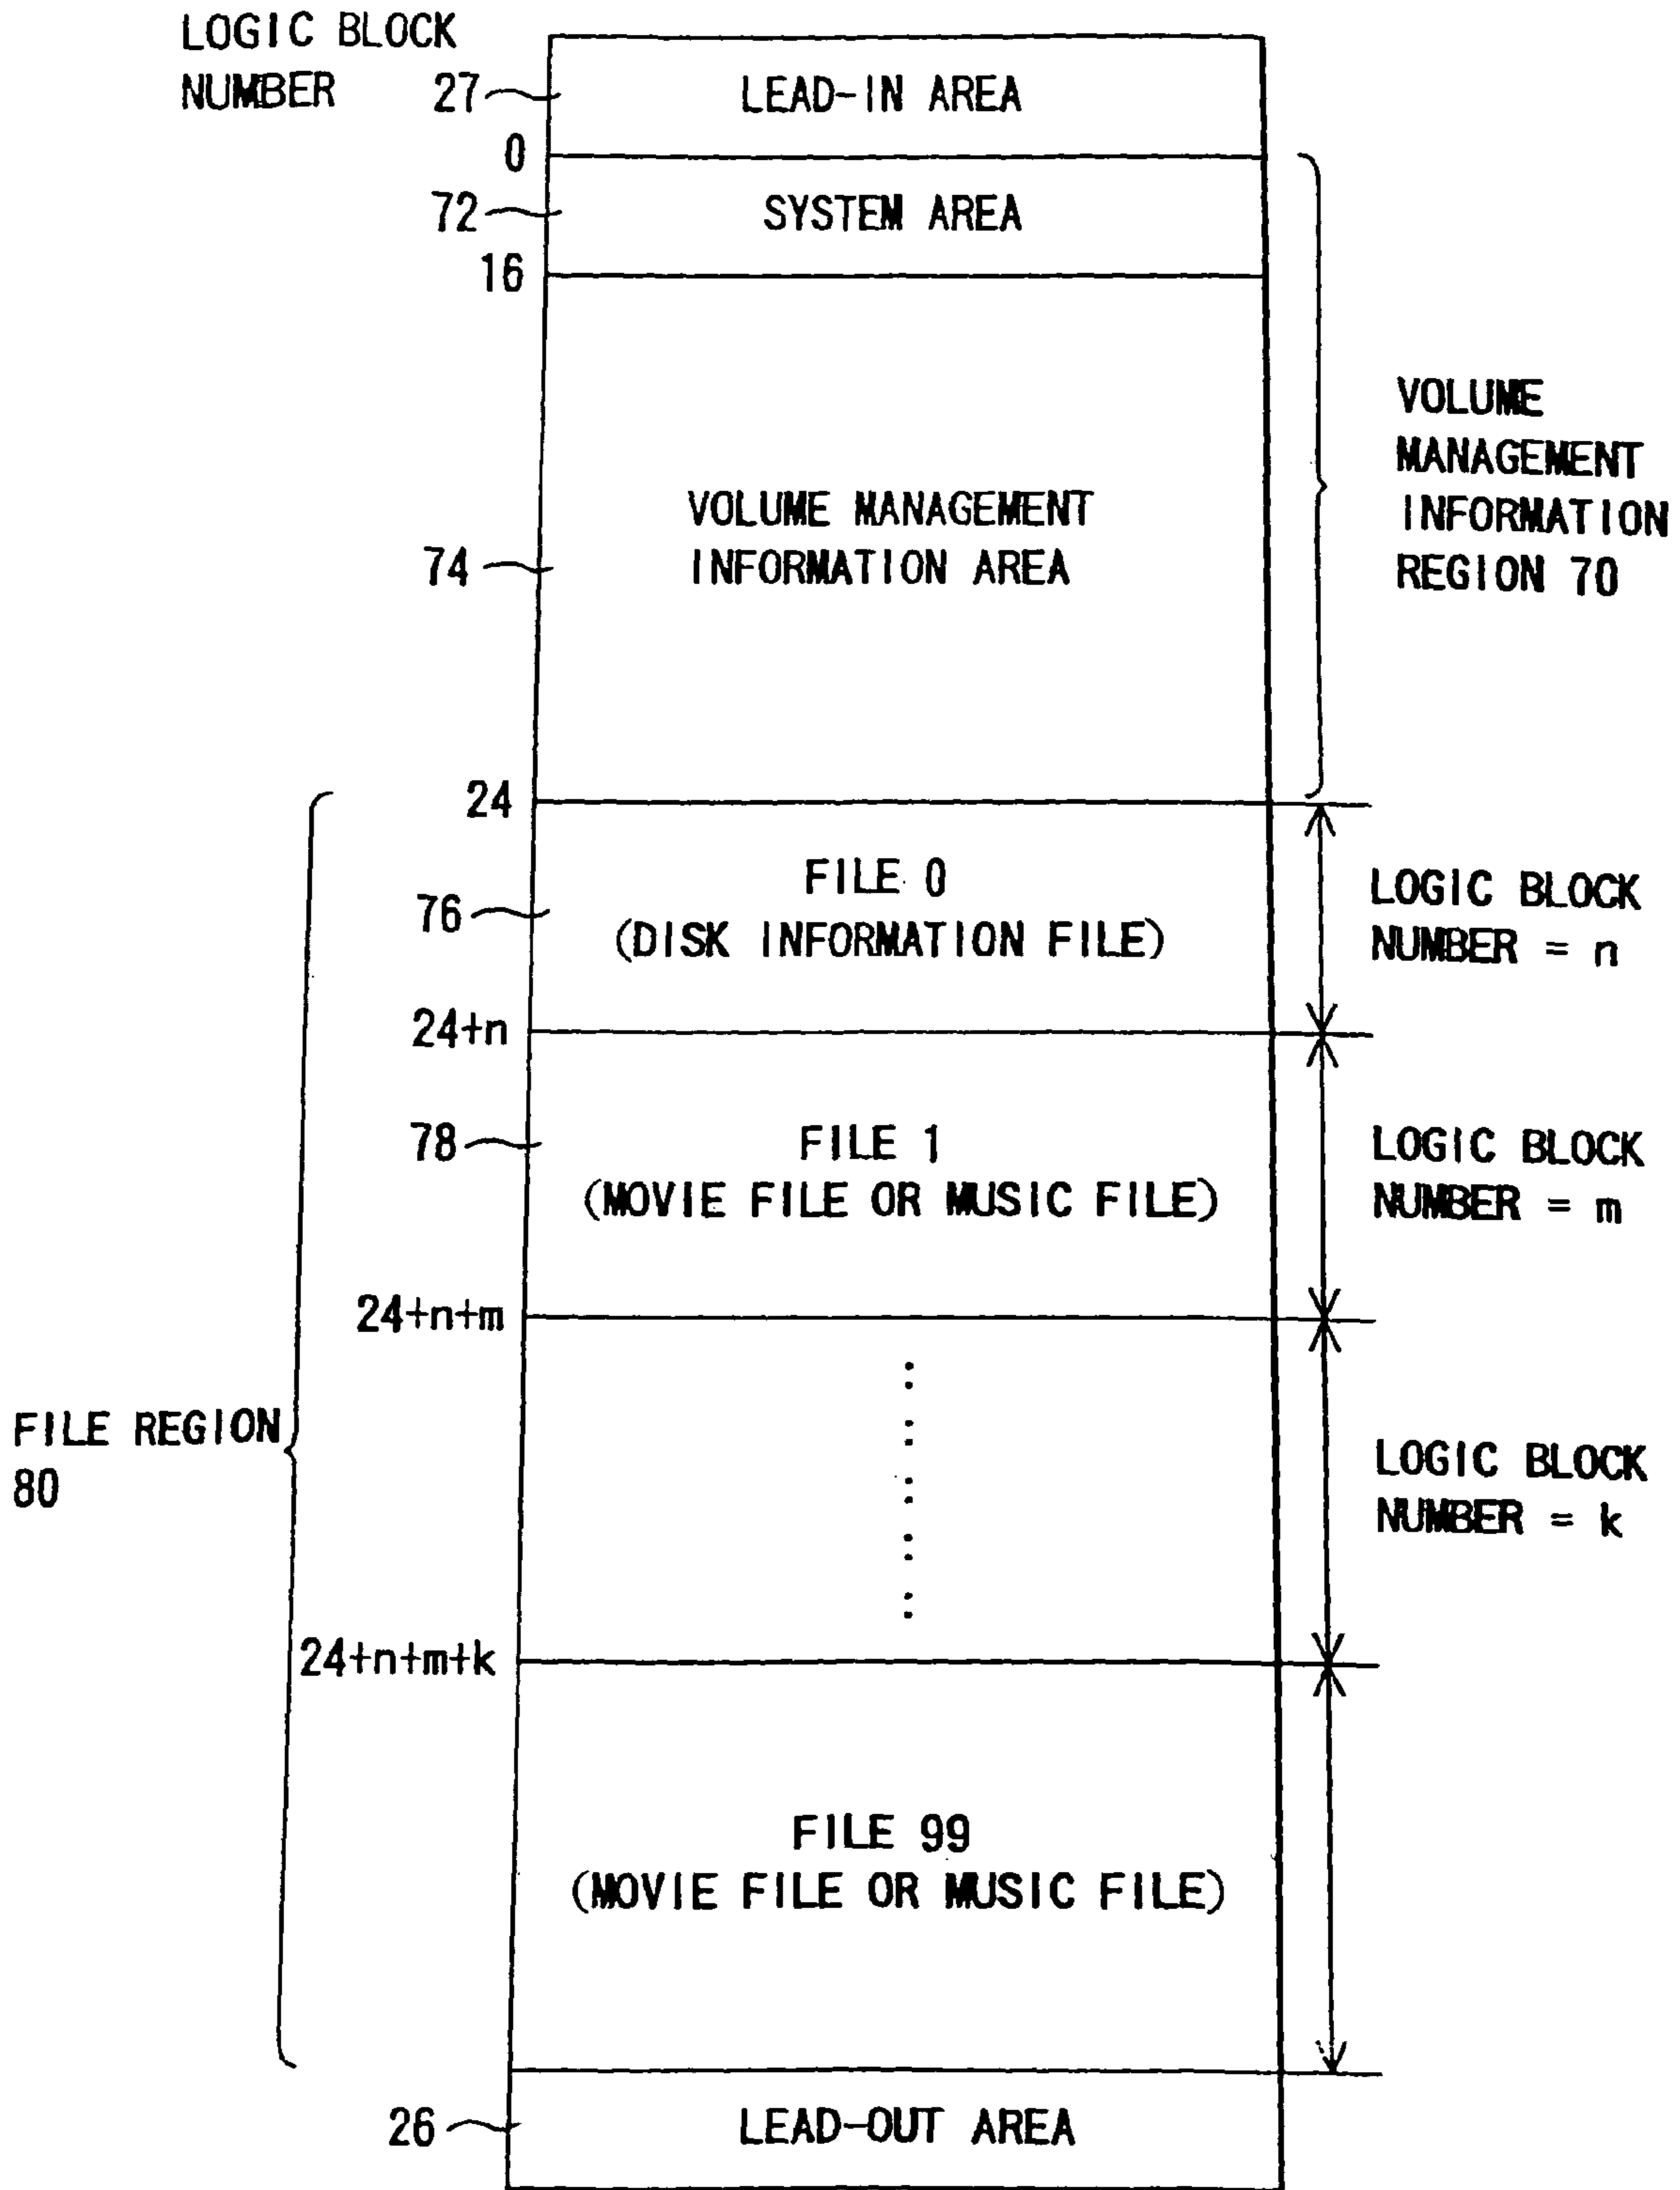 LOGIC BLOCK
NUMBER
27
LEAD-IN AREA
0
72
SYSTEM AREA
16
VOLUME
MANAGEMENT
INFORMATION
REGION 70
VOLUME MANAGEMENT
INFORMATION AREA
74
24
FILE 0
(DISK INFORMATION FILE)
76
LOGIC BLOCK
NUMBER = n
24+n
78
FILE 1
(MOVIE FILE OR MUSIC FILE)
LOGIC BLOCK
NUMBER = m
24+n+m
FILE REGION
80
LOGIC BLOCK
NUMBER = k
24+n+m+k
FILE 99
(MOVIE FILE OR MUSIC FILE)
26
LEAD-OUT AREA